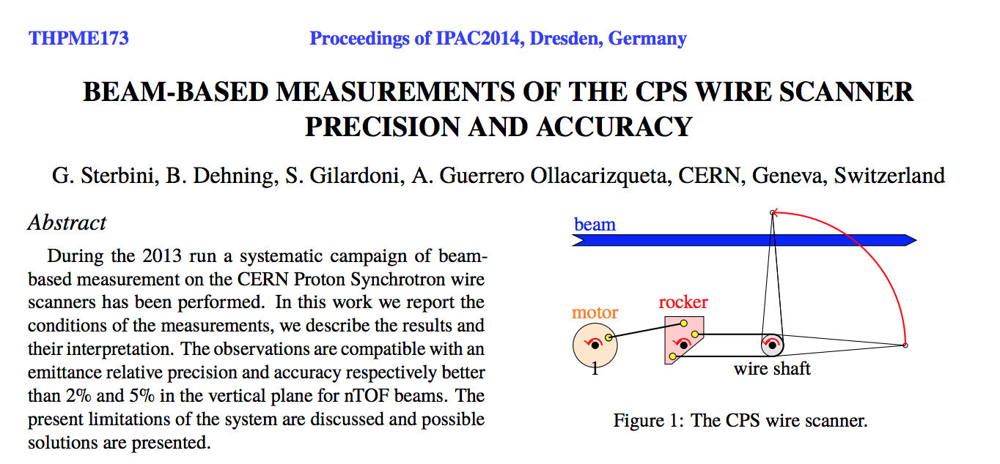 THPME173
Proceedings of IPAC2014, Dresden, Germany
BEAM-BASED MEASUREMENTS OF THE CPS WIRE SCANNER
PRECISION AND ACCURACY
G. Sterbini, B. Dehning, S. Gilardoni, A. Guerrero Ollacarizqueta, CERN, Geneva, Switzerland
Abstract
During the 2013 run a systematic campaign of beam-
based measurement on the CERN Proton Synchrotron wire
scanners has been performed. In this work we report the
conditions of the measurements, we describe the results and
their interpretation. The observations are compatible with an
emittance relative precision and accuracy respectively better
than 2% and 5% in the vertical plane for nTOF beams. The
present limitations of the system are discussed and possible
solutions are presented.
beam
motor
rocker
1
wire shaft
Figure 1: The CPS wire scanner.